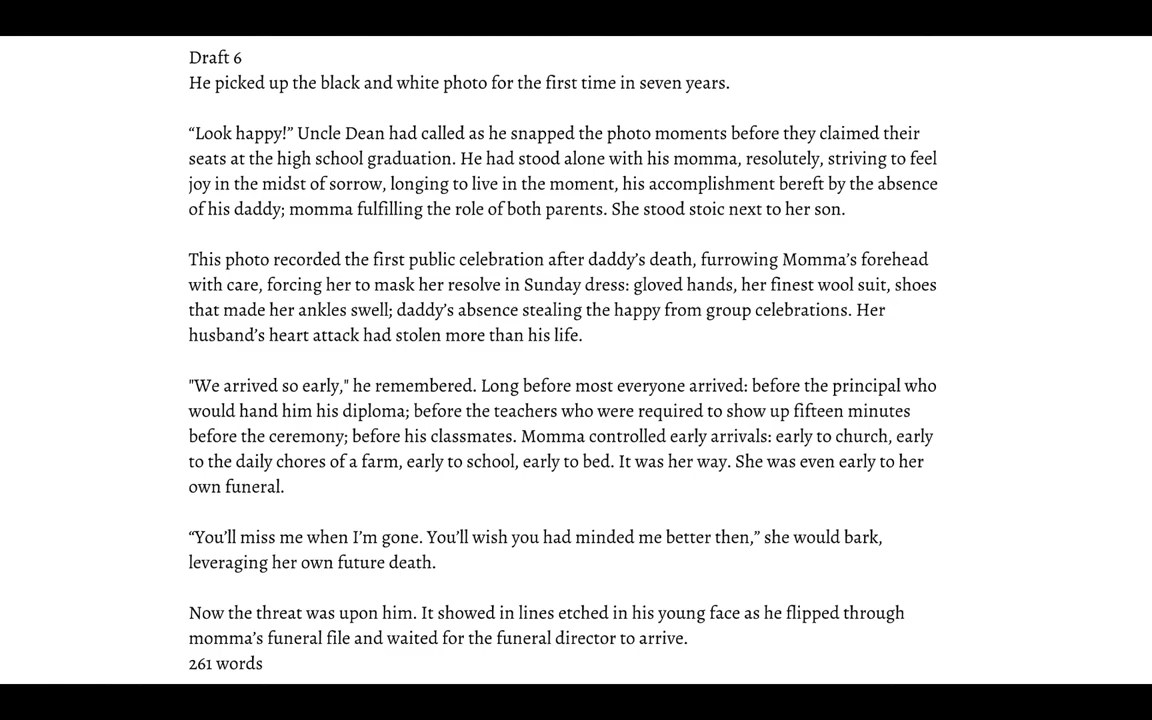 Draft 6
He picked up the black and white photo for the first time in seven years.
“Look happy!” Uncle Dean had called as he snapped the photo moments before they claimed their
seats at the high school graduation. He had stood alone with his momma, resolutely, striving to feel
joy in the midst of sorrow, longing to live in the moment, his accomplishment bereft by the absence
of his daddy; momma fulfilling the role of both parents. She stood stoic next to her son.
This photo recorded the first public celebration after daddy’s death, furrowing Momma’s forehead
with care, forcing her to mask her resolve in Sunday dress: gloved hands, her finest wool suit, shoes
that made her ankles swell; daddy’s absence stealing the happy from group celebrations. Her
husband’s heart attack had stolen more than his life.
"We arrived so early," he remembered. Long before most everyone arrived: before the principal who
would hand him his diploma; before the teachers who were required to show up fifteen minutes
before the ceremony; before his classmates. Momma controlled early arrivals: early to church, early
to the daily chores of a farm, early to school, early to bed. It was her way. She was even early to her
own funeral.
“You’ll miss me when I’m gone. You’ll wish you had minded me better then,” she would bark,
leveraging her own future death.
Now the threat was upon him. It showed in lines etched in his young face as he flipped through
momma’s funeral file and waited for the funeral director to arrive.
261 words